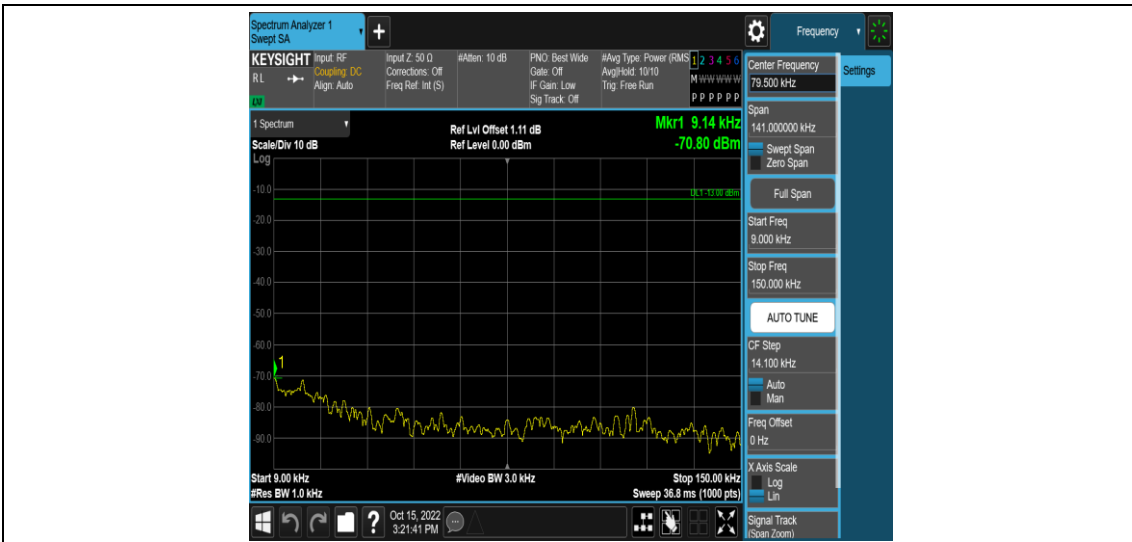 Spectrum Analyzer 1
Swept SA
+
Frequency
KEYSIGHT
RL
LNI
Input: RF
Coupling: DC
Align: Auto
Input Z: 50 Ω
Corrections: Off
Freq Ref: Int (S)
#Atten: 10 dB
PNO: Best Wide
Gate: Off
IF Gain: Low
Sig Track: Off
#Avg Type: Power (RMS
Avg|Hold: 10/10
Trig: Free Run
1 2 3 4 5 6
M W W W W W
P P P P P P
1 Spectrum
Scale/Div 10 dB
Log
Ref Lvl Offset 1.11 dB
Ref Level 0.00 dBm
Mkr1 9.14 kHz
-70.80 dBm
DL1 -13.00 dBm
-10.0
-20.0
-30.0
-40.0
-50.0
-60.0
-70.0
-80.0
-90.0
1
Start 9.00 kHz
#Res BW 1.0 kHz
#Video BW 3.0 kHz
Stop 150.00 kHz
Sweep 36.8 ms (1000 pts)
?
Oct 15, 2022
3:21:41 PM
Center Frequency
79.500 kHz
Settings
Span
141.000000 kHz
Swept Span
Zero Span
Full Span
Start Freq
9.000 kHz
Stop Freq
150.000 kHz
AUTO TUNE
CF Step
14.100 kHz
Auto
Man
Freq Offset
0 Hz
X Axis Scale
Log
Lin
Signal Track
(Span Zoom)